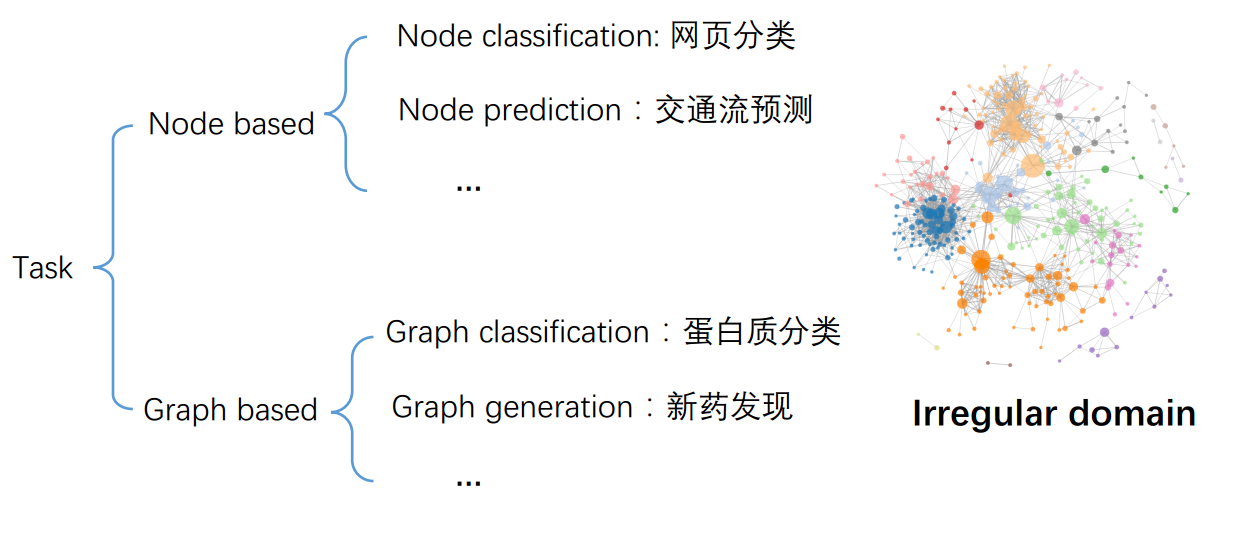 Node classification: 网页分类
Node prediction：交通流预测
Node based
...
Task
Graph classification：蛋白质分类
Graph based
Graph generation：新药发现
...
Irregular domain